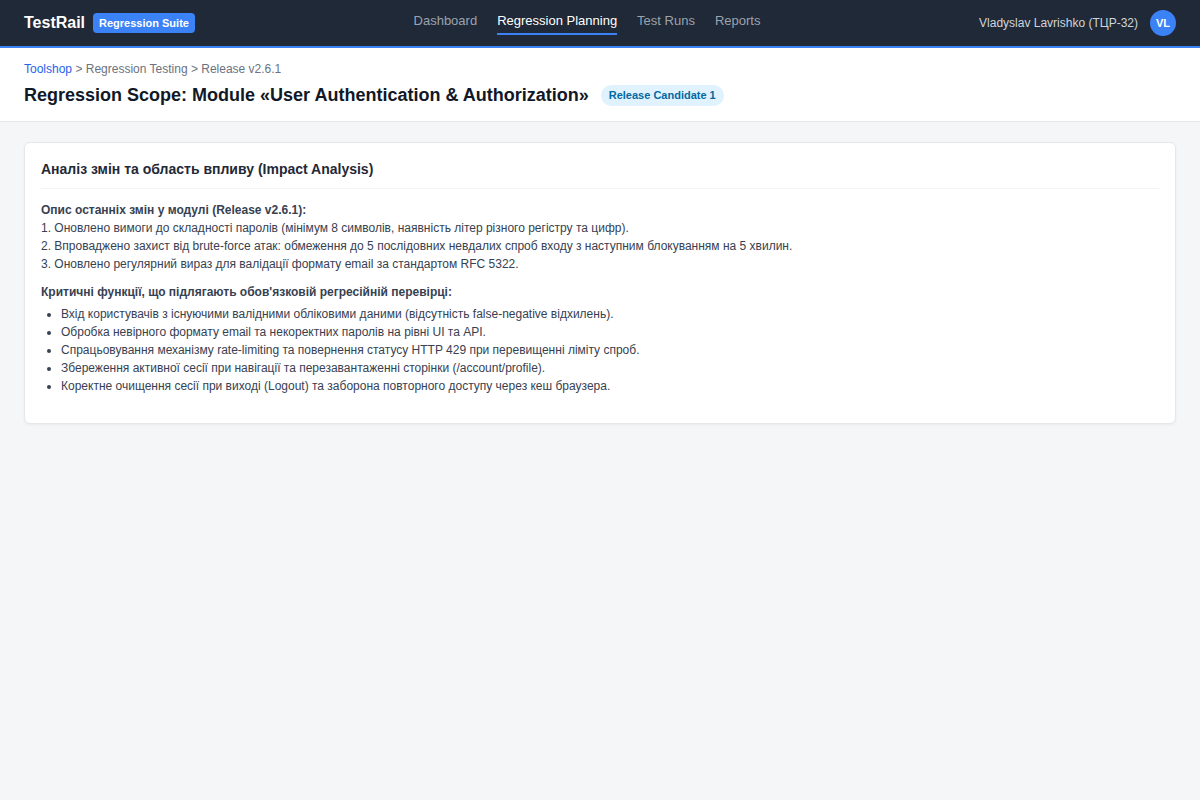 TestRail Regression Suite Dashboard Regression Planning Test Runs Reports Vladyslav Lavrishko (ТЦР-32) VL
Toolshop > Regression Testing > Release v2.6.1
Regression Scope: Module «User Authentication & Authorization» Release Candidate 1
Аналіз змін та область впливу (Impact Analysis)
Опис останніх змін у модулі (Release v2.6.1):
1. Оновлено вимоги до складності паролів (мінімум 8 символів, наявність літер різного регістру та цифр).
2. Впроваджено захист від brute-force атак: обмеження до 5 послідовних невдалих спроб входу з наступним блокуванням на 5 хвилин.
3. Оновлено регулярний вираз для валідації формату email за стандартом RFC 5322.
Критичні функції, що підлягають обов'язковій регресійній перевірці:
• Вхід користувачів з існуючими валідними обліковими даними (відсутність false-negative відхилень).
• Обробка невірного формату email та некоректних паролів на рівні UI та API.
• Спрацьовування механізму rate-limiting та повернення статусу HTTP 429 при перевищенні ліміту спроб.
• Збереження активної сесії при навігації та перезавантаженні сторінки (/account/profile).
• Коректне очищення сесії при виході (Logout) та заборона повторного доступу через кеш браузера.